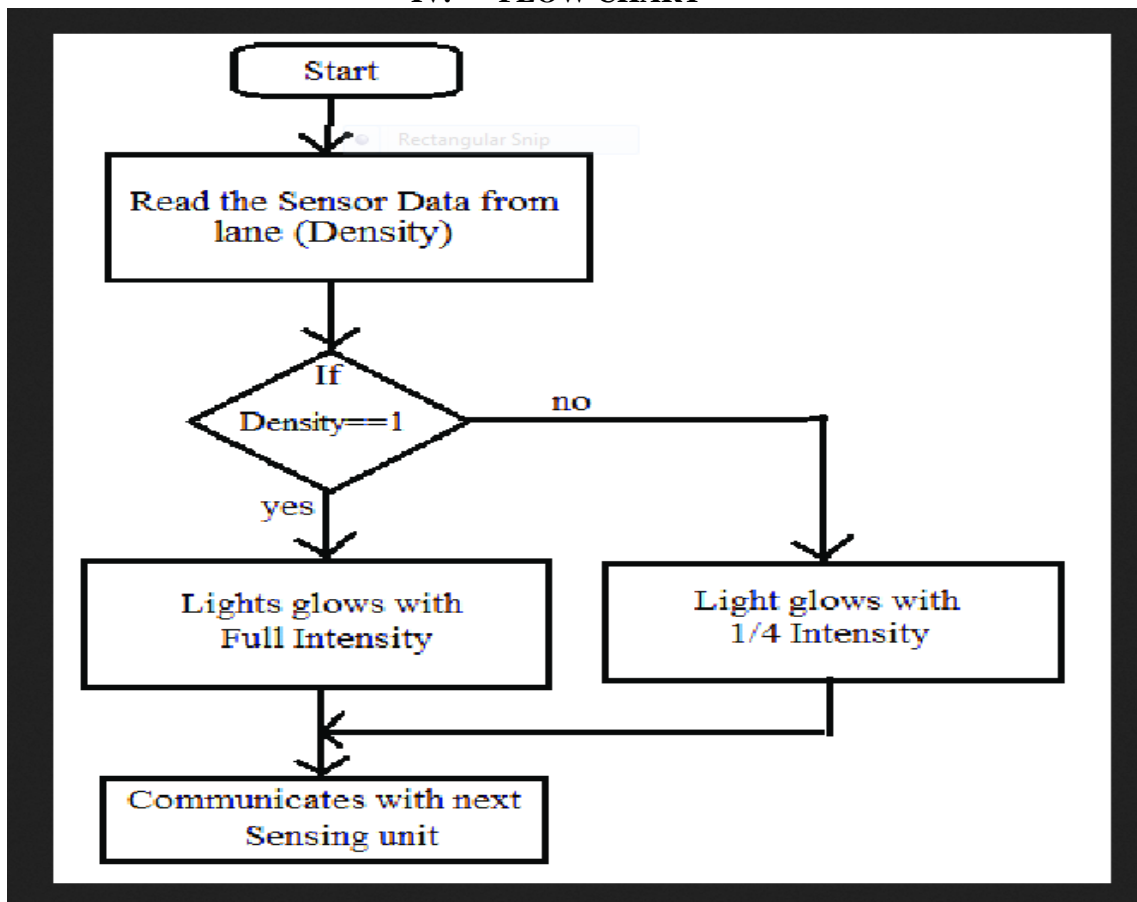 Start
Rectangular Snip
Read the Sensor Data from
lane (Density)
If
Density==1
no
yes
Lights glows with
Full Intensity
Light glows with
1/4 Intensity
Communicates with next
Sensing unit